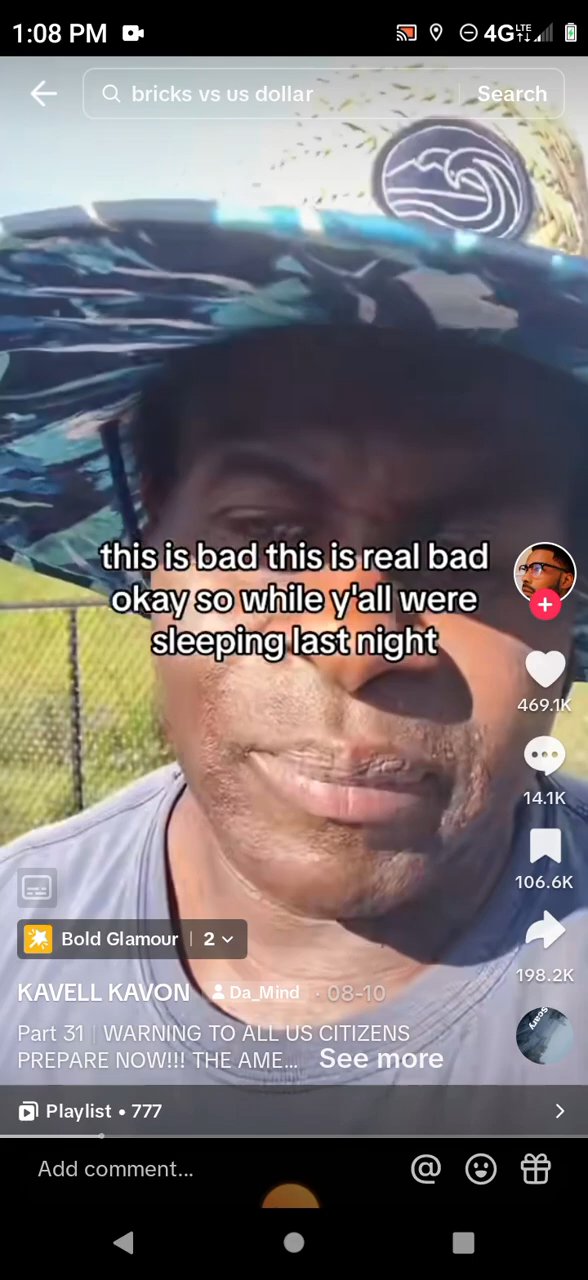 1:08 PM
4G LTE
bricks vs us dollar
Search
this is bad this is real bad
okay so while y'all were
sleeping last night
469.1K
14.1K
106.6K
198.2K
scary
Bold Glamour | 2
KAVELL KAVON Da_Mind · 08-10
Part 31 | WARNING TO ALL US CITIZENS
PREPARE NOW!!! THE AME... See more
Playlist • 777
Add comment...